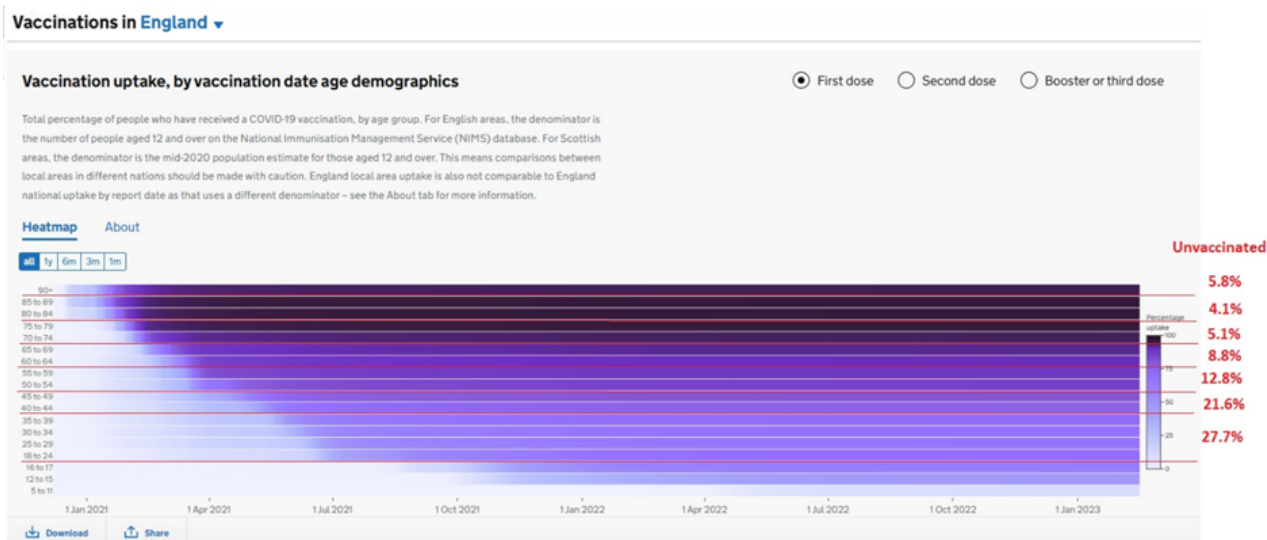 Vaccinations in England
Vaccination uptake, by vaccination date age demographics
First dose
Second dose
Booster or third dose
Total percentage of people who have received a COVID-19 vaccination, by age group. For English areas, the denominator is
the number of people aged 12 and over on the National Immunisation Management Service (NIMS) database. For Scottish
areas, the denominator is the mid-2020 population estimate for those aged 12 and over. This means comparisons between
local areas in different nations should be made with caution. England local area uptake is also not comparable to England
national uptake by report date as that uses a different denominator – see the About tab for more information.
Heatmap About
all 1y 6m 3m 1m
Unvaccinated
90+
85 to 89
80 to 84
75 to 79
70 to 74
65 to 69
60 to 64
55 to 59
50 to 54
45 to 49
40 to 44
35 to 39
30 to 34
25 to 29
18 to 24
16 to 17
12 to 15
5 to 11
Percentage
uptake
100
75
50
25
0
5.8%
4.1%
5.1%
8.8%
12.8%
21.6%
27.7%
1 Jan 2021
1 Apr 2021
1 Jul 2021
1 Oct 2021
1 Jan 2022
1 Apr 2022
1 Jul 2022
1 Oct 2022
1 Jan 2023
Download
Share